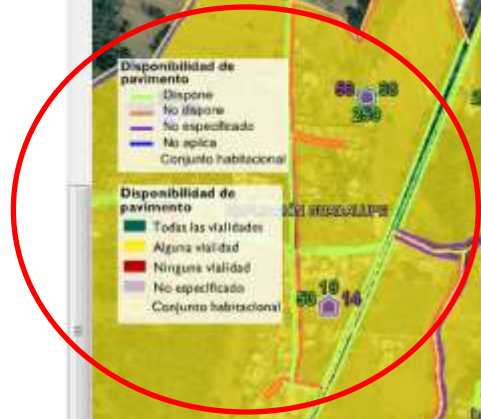 Disponibilidad de
pavimento
Dispone
No dispone
No especificado
No aplica
Conjunto habitacional
Disponibilidad de
pavimento
Todas las vialidades
Alguna vialidad
Ninguna vialidad
No especificado
Conjunto habitacional
GUADALUPE
10
14